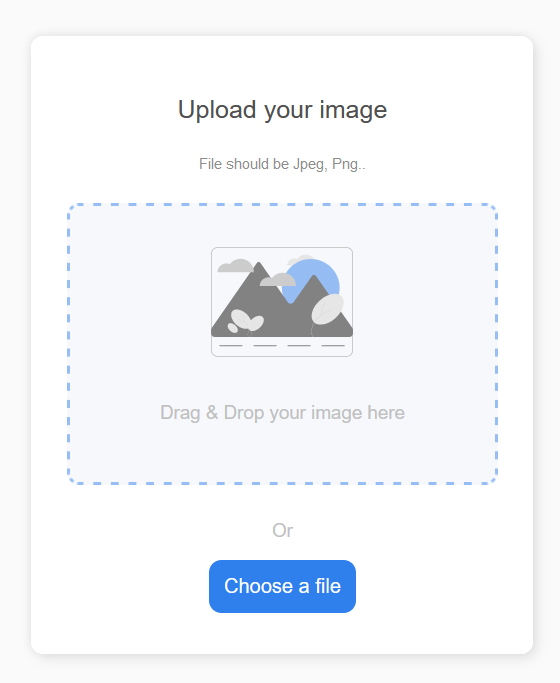 Upload your image
File should be Jpeg, Png..
Drag & Drop your image here
Or
Choose a file